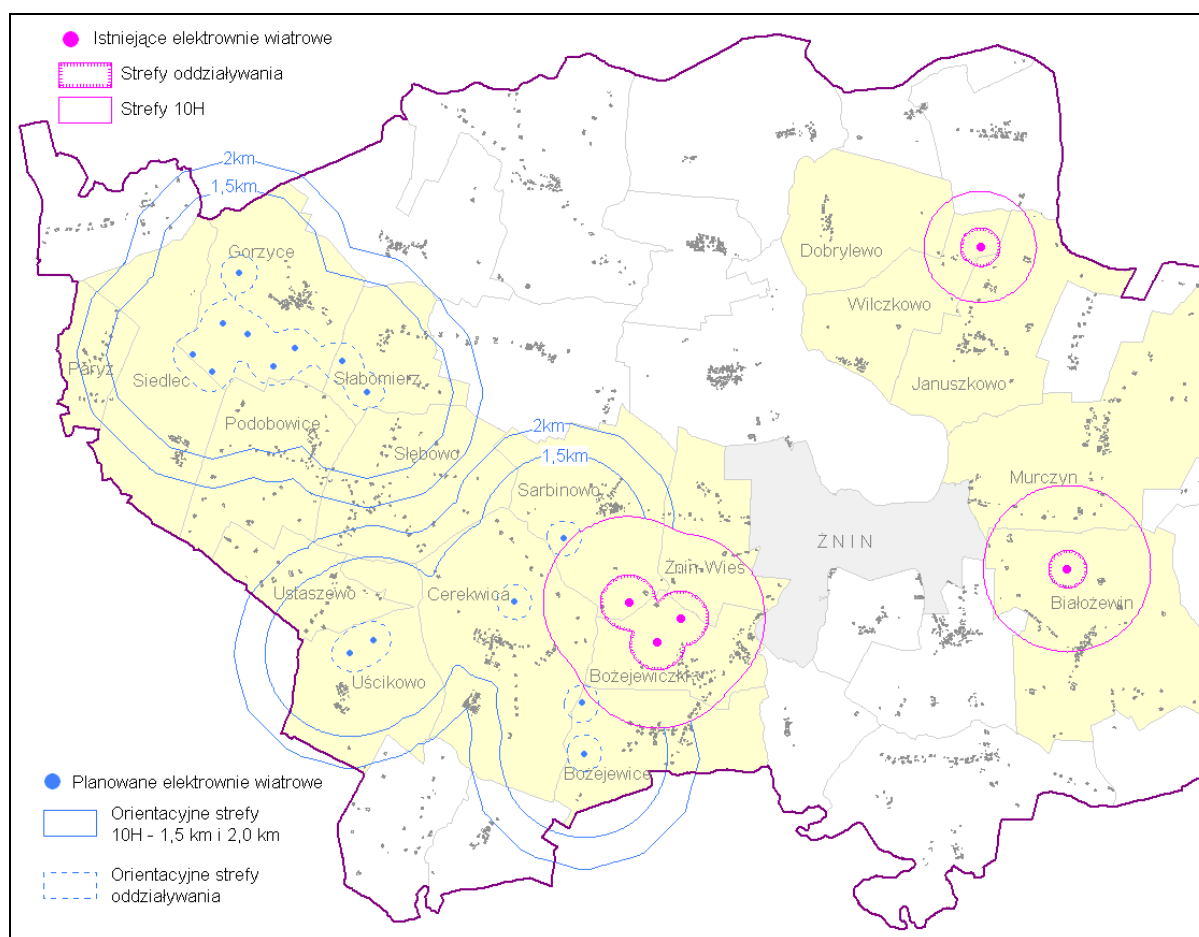 Istniejące elektrownie wiatrowe
Strefy oddziaływania
Strefy 10H
2km
1,5km
Gorzyce
Dobrylewo
Wilczkowo
Januszkowo
Paryż
Siedlec
Słabomierz
Podobowice
Słębowo
2km
1,5km
Sarbinowo
Murczyn
ŻNIN
Żnin-Wieś
Ustaszewo
Cerekwica
Białożewin
Uścikowo
Bożejewiczki
Bożejewice
Planowane elektrownie wiatrowe
Orientacyjne strefy
10H - 1,5 km i 2,0 km
Orientacyjne strefy
oddziaływania